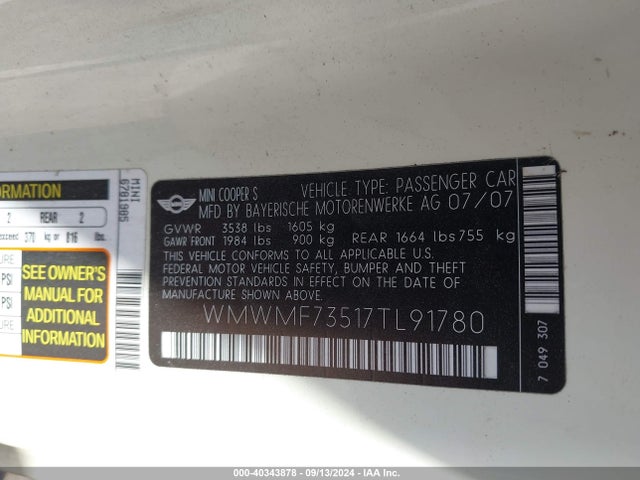 ORMATION
2 REAR 2
exceed 370 kg or 816 lbs.
PSI
PSI
SEE OWNER'S
MANUAL FOR
ADDITIONAL
INFORMATION
MINI
6781985
MINI COOPER S VEHICLE TYPE: PASSENGER CAR
MFD BY BAYERISCHE MOTORENWERKE AG 07/07
GVWR 3538 lbs 1605 kg
GAWR FRONT 1984 lbs 900 kg REAR 1664 lbs 755 kg
THIS VEHICLE CONFORMS TO ALL APPLICABLE U.S.
FEDERAL MOTOR VEHICLE SAFETY, BUMPER AND THEFT
PREVENTION STANDARDS IN EFFECT ON THE DATE OF
MANUFACTURE SHOWN ABOVE.
WMWMF73517TL91780
7 049 307
000-40343878 - 09/13/2024 - IAA Inc.